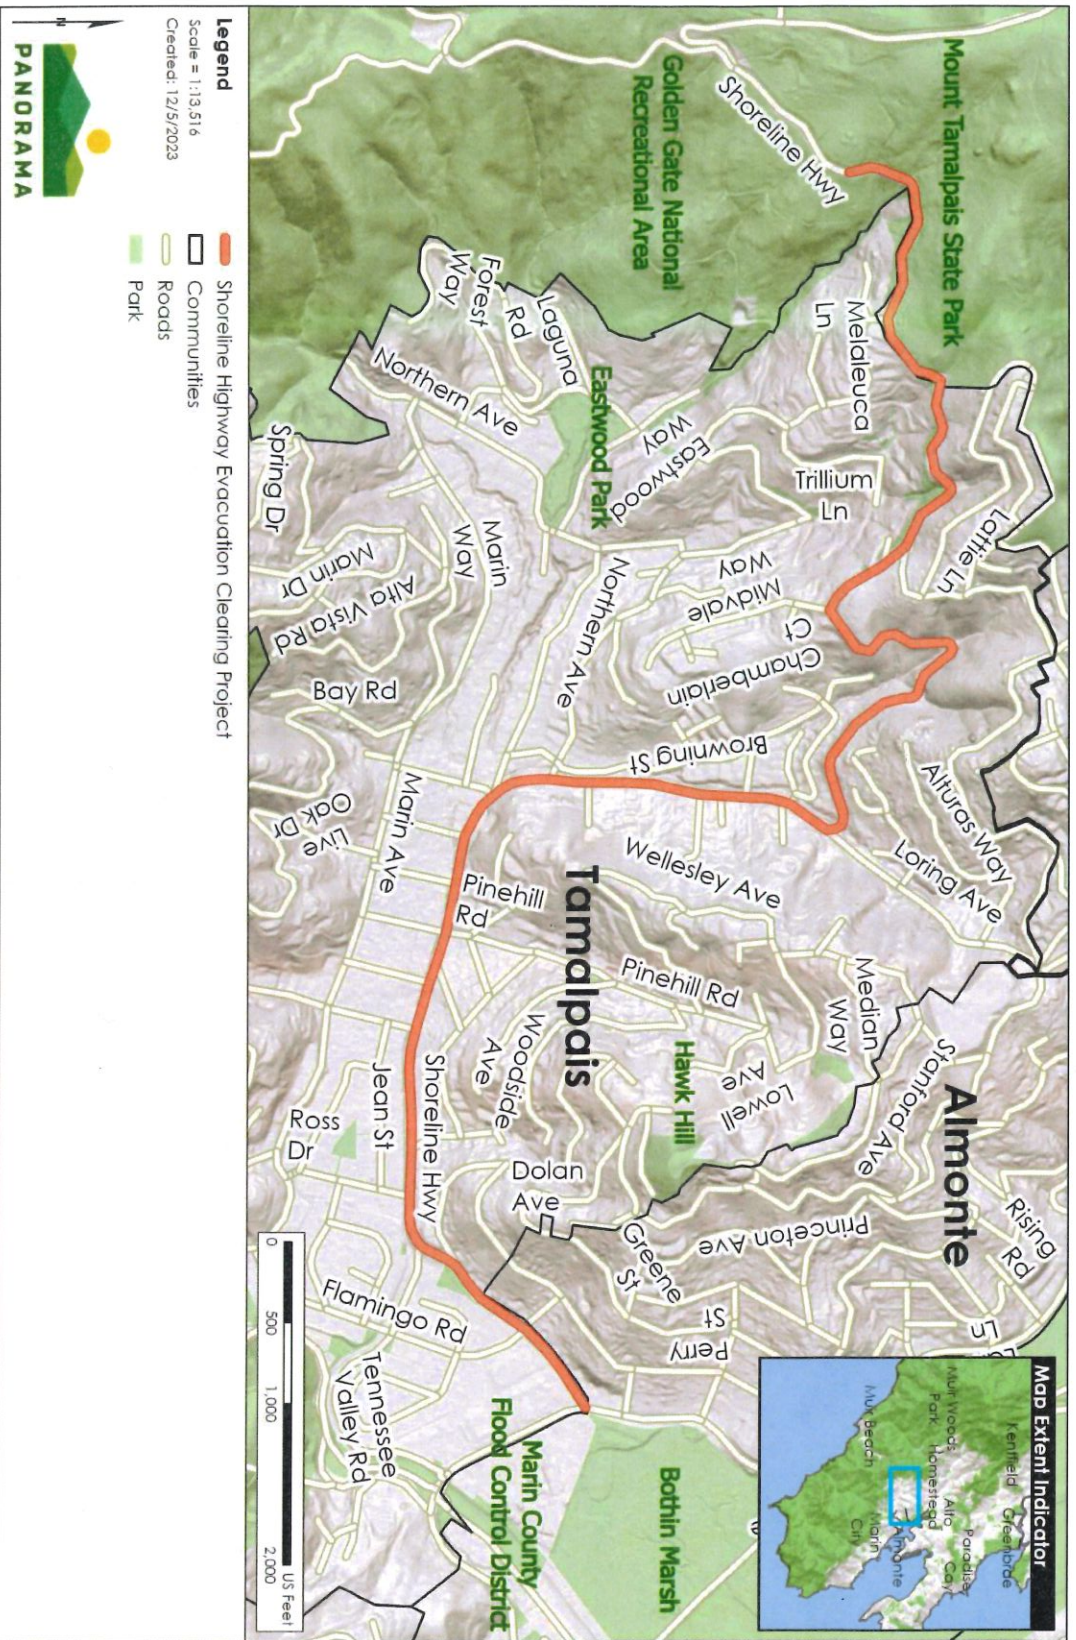 Map Extent Indicator
Kentfield
Greenbrae
Muir Woods
Park
Homestead
Alto
Paradise
Cay
Almonte
Marin
City
Muir Beach
Mount Tamalpais State Park
Golden Gate National
Recreational Area
Shoreline Hwy
Melaleuca
Ln
Lattie Ln
Trillium
Ln
Eastwood
Way
Laguna
Rd
Forest
Way
Eastwood Park
Northern Ave
Midvale
Way
Chamberlain
Ct
Northern Ave
Browning St
Marin
Way
Marin Dr
Alta Vista Rd
Spring Dr
Bay Rd
Marin Ave
Live
Oak Dr
Alturas Way
Loring Ave
Wellesley Ave
Pinehill
Rd
Tamalpais
Pinehill Rd
Median
Way
Lowell
Ave
Hawk Hill
Woodside
Ave
Stanford Ave
Almonte
Rising
Rd
Princeton Ave
Dolan
Ave
Greene
St
Perry
St
Ln
Shoreline Hwy
Jean St
Ross
Dr
Flamingo Rd
Tennessee
Valley Rd
Marin County
Flood Control District
Bothin Marsh
0 500 1,000 2,000
US Feet
Legend
Scale = 1:13,516
Created: 12/5/2023
N
PANORAMA
Shoreline Highway Evacuation Clearing Project
Communities
Roads
Park